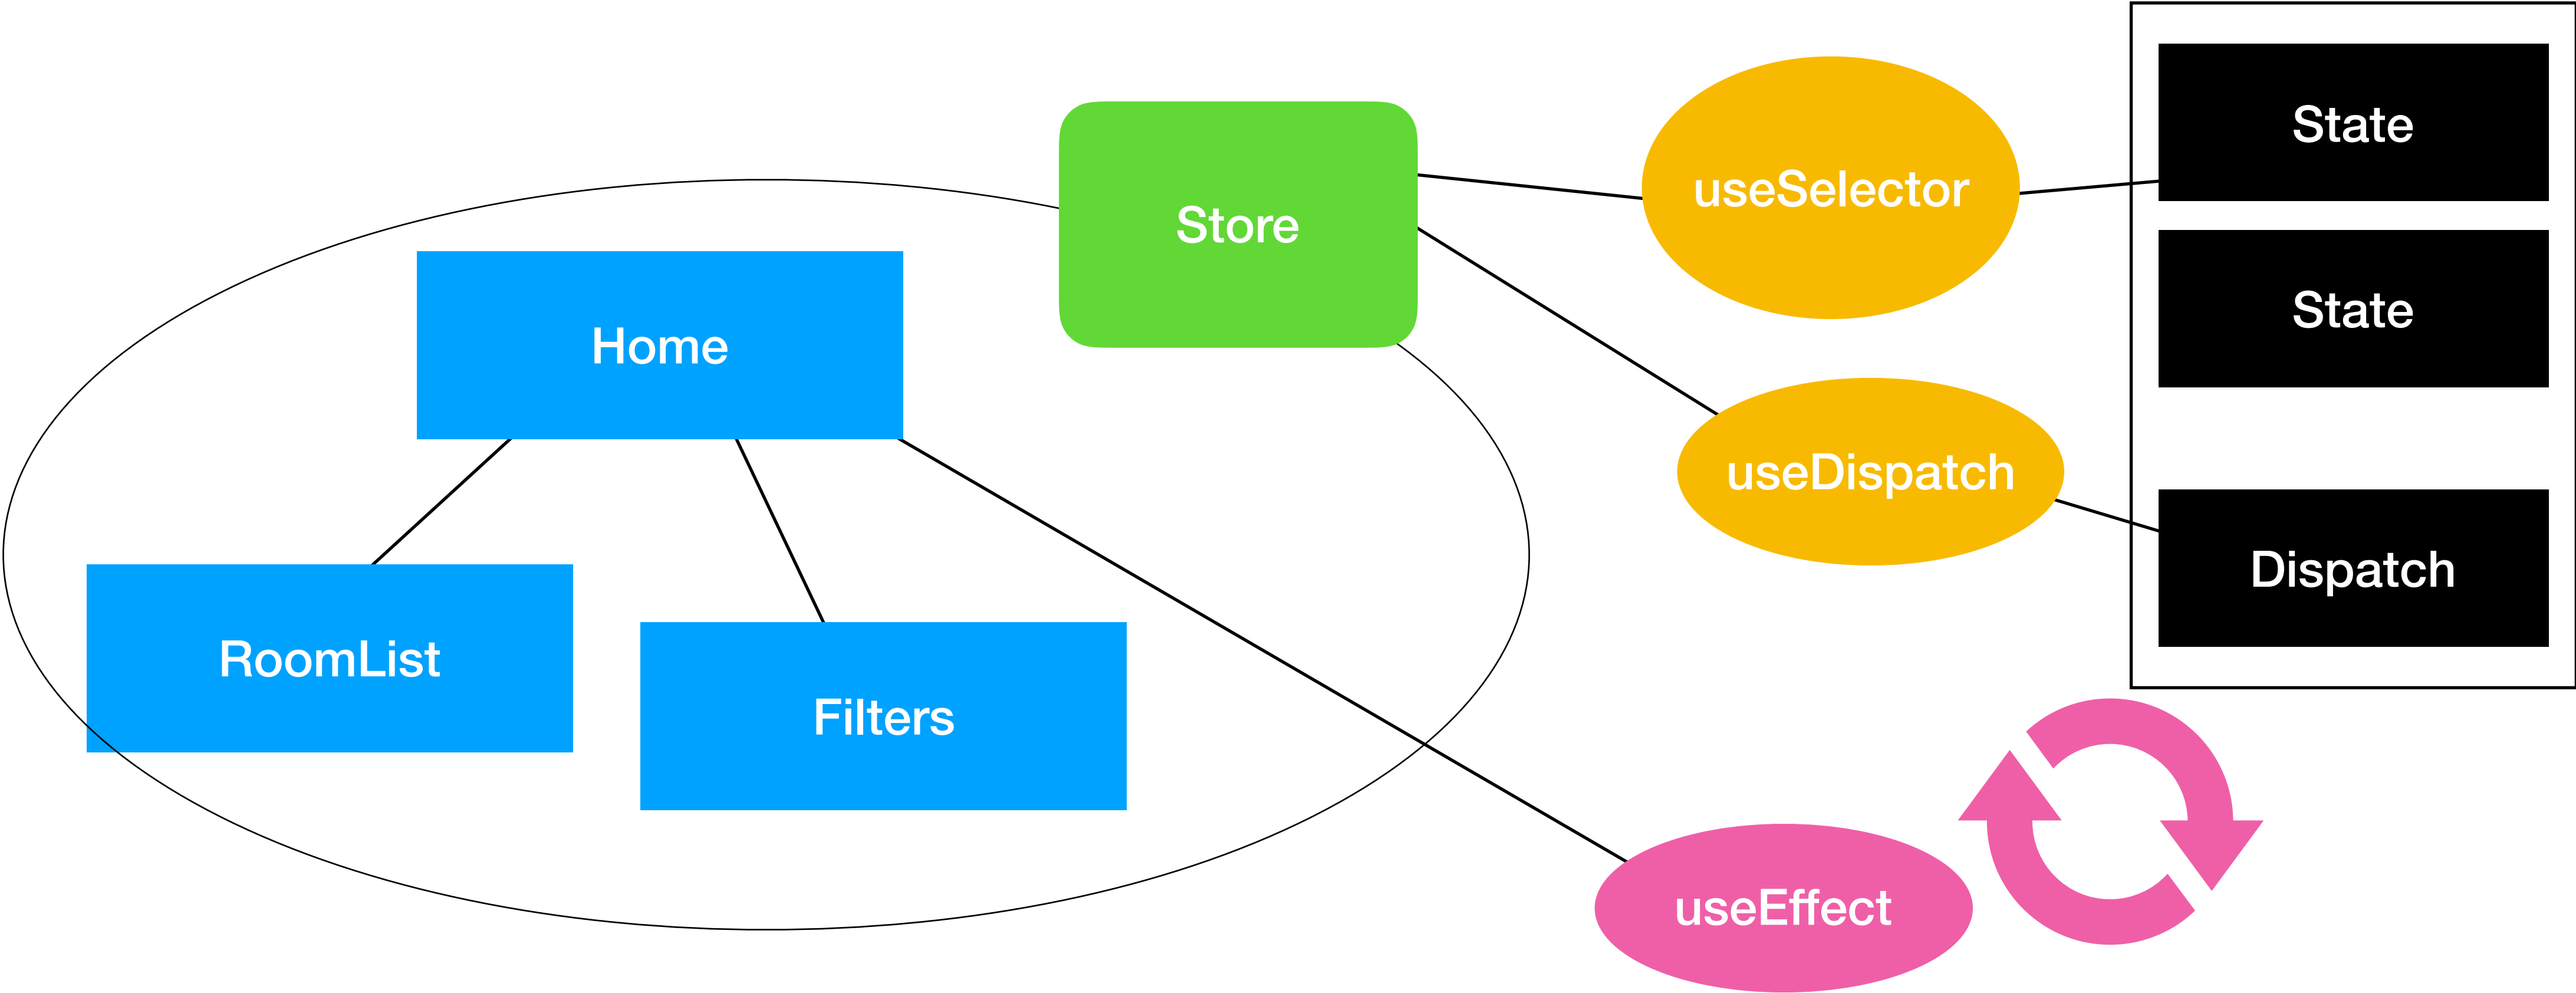 State
useSelector
Store
State
Home
useDispatch
Dispatch
RoomList
Filters
useEffect